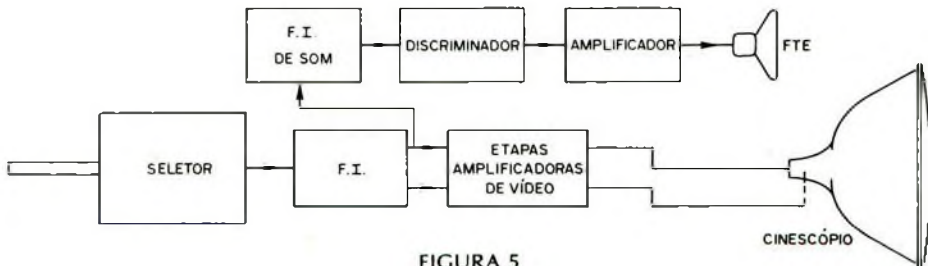 F.I.
DE SOM
DISCRIMINADOR
AMPLIFICADOR
FTE
SELETOR
F.I.
ETAPAS
AMPLIFICADORAS
DE VÍDEO
CINESCÓPIO
FIGURA 5